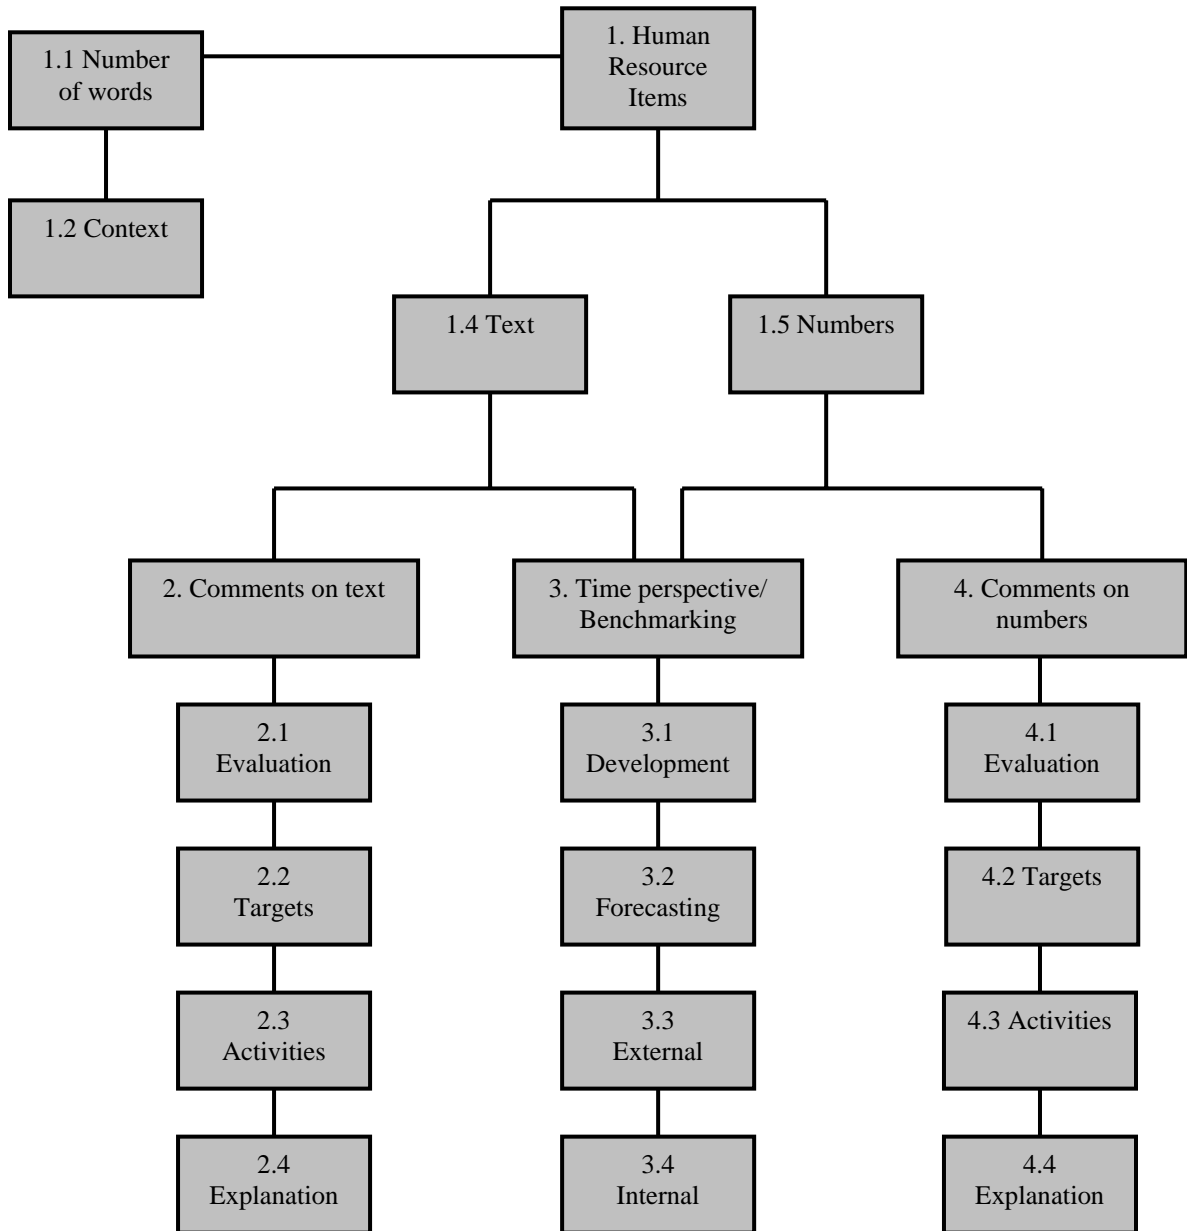 1. Human
Resource
Items
1.1 Number
of words
1.2 Context
1.4 Text
1.5 Numbers
2. Comments on text
3. Time perspective/
Benchmarking
4. Comments on
numbers
2.1
Evaluation
3.1
Development
4.1
Evaluation
2.2
Targets
3.2
Forecasting
4.2 Targets
2.3
Activities
3.3
External
4.3 Activities
2.4
Explanation
3.4
Internal
4.4
Explanation